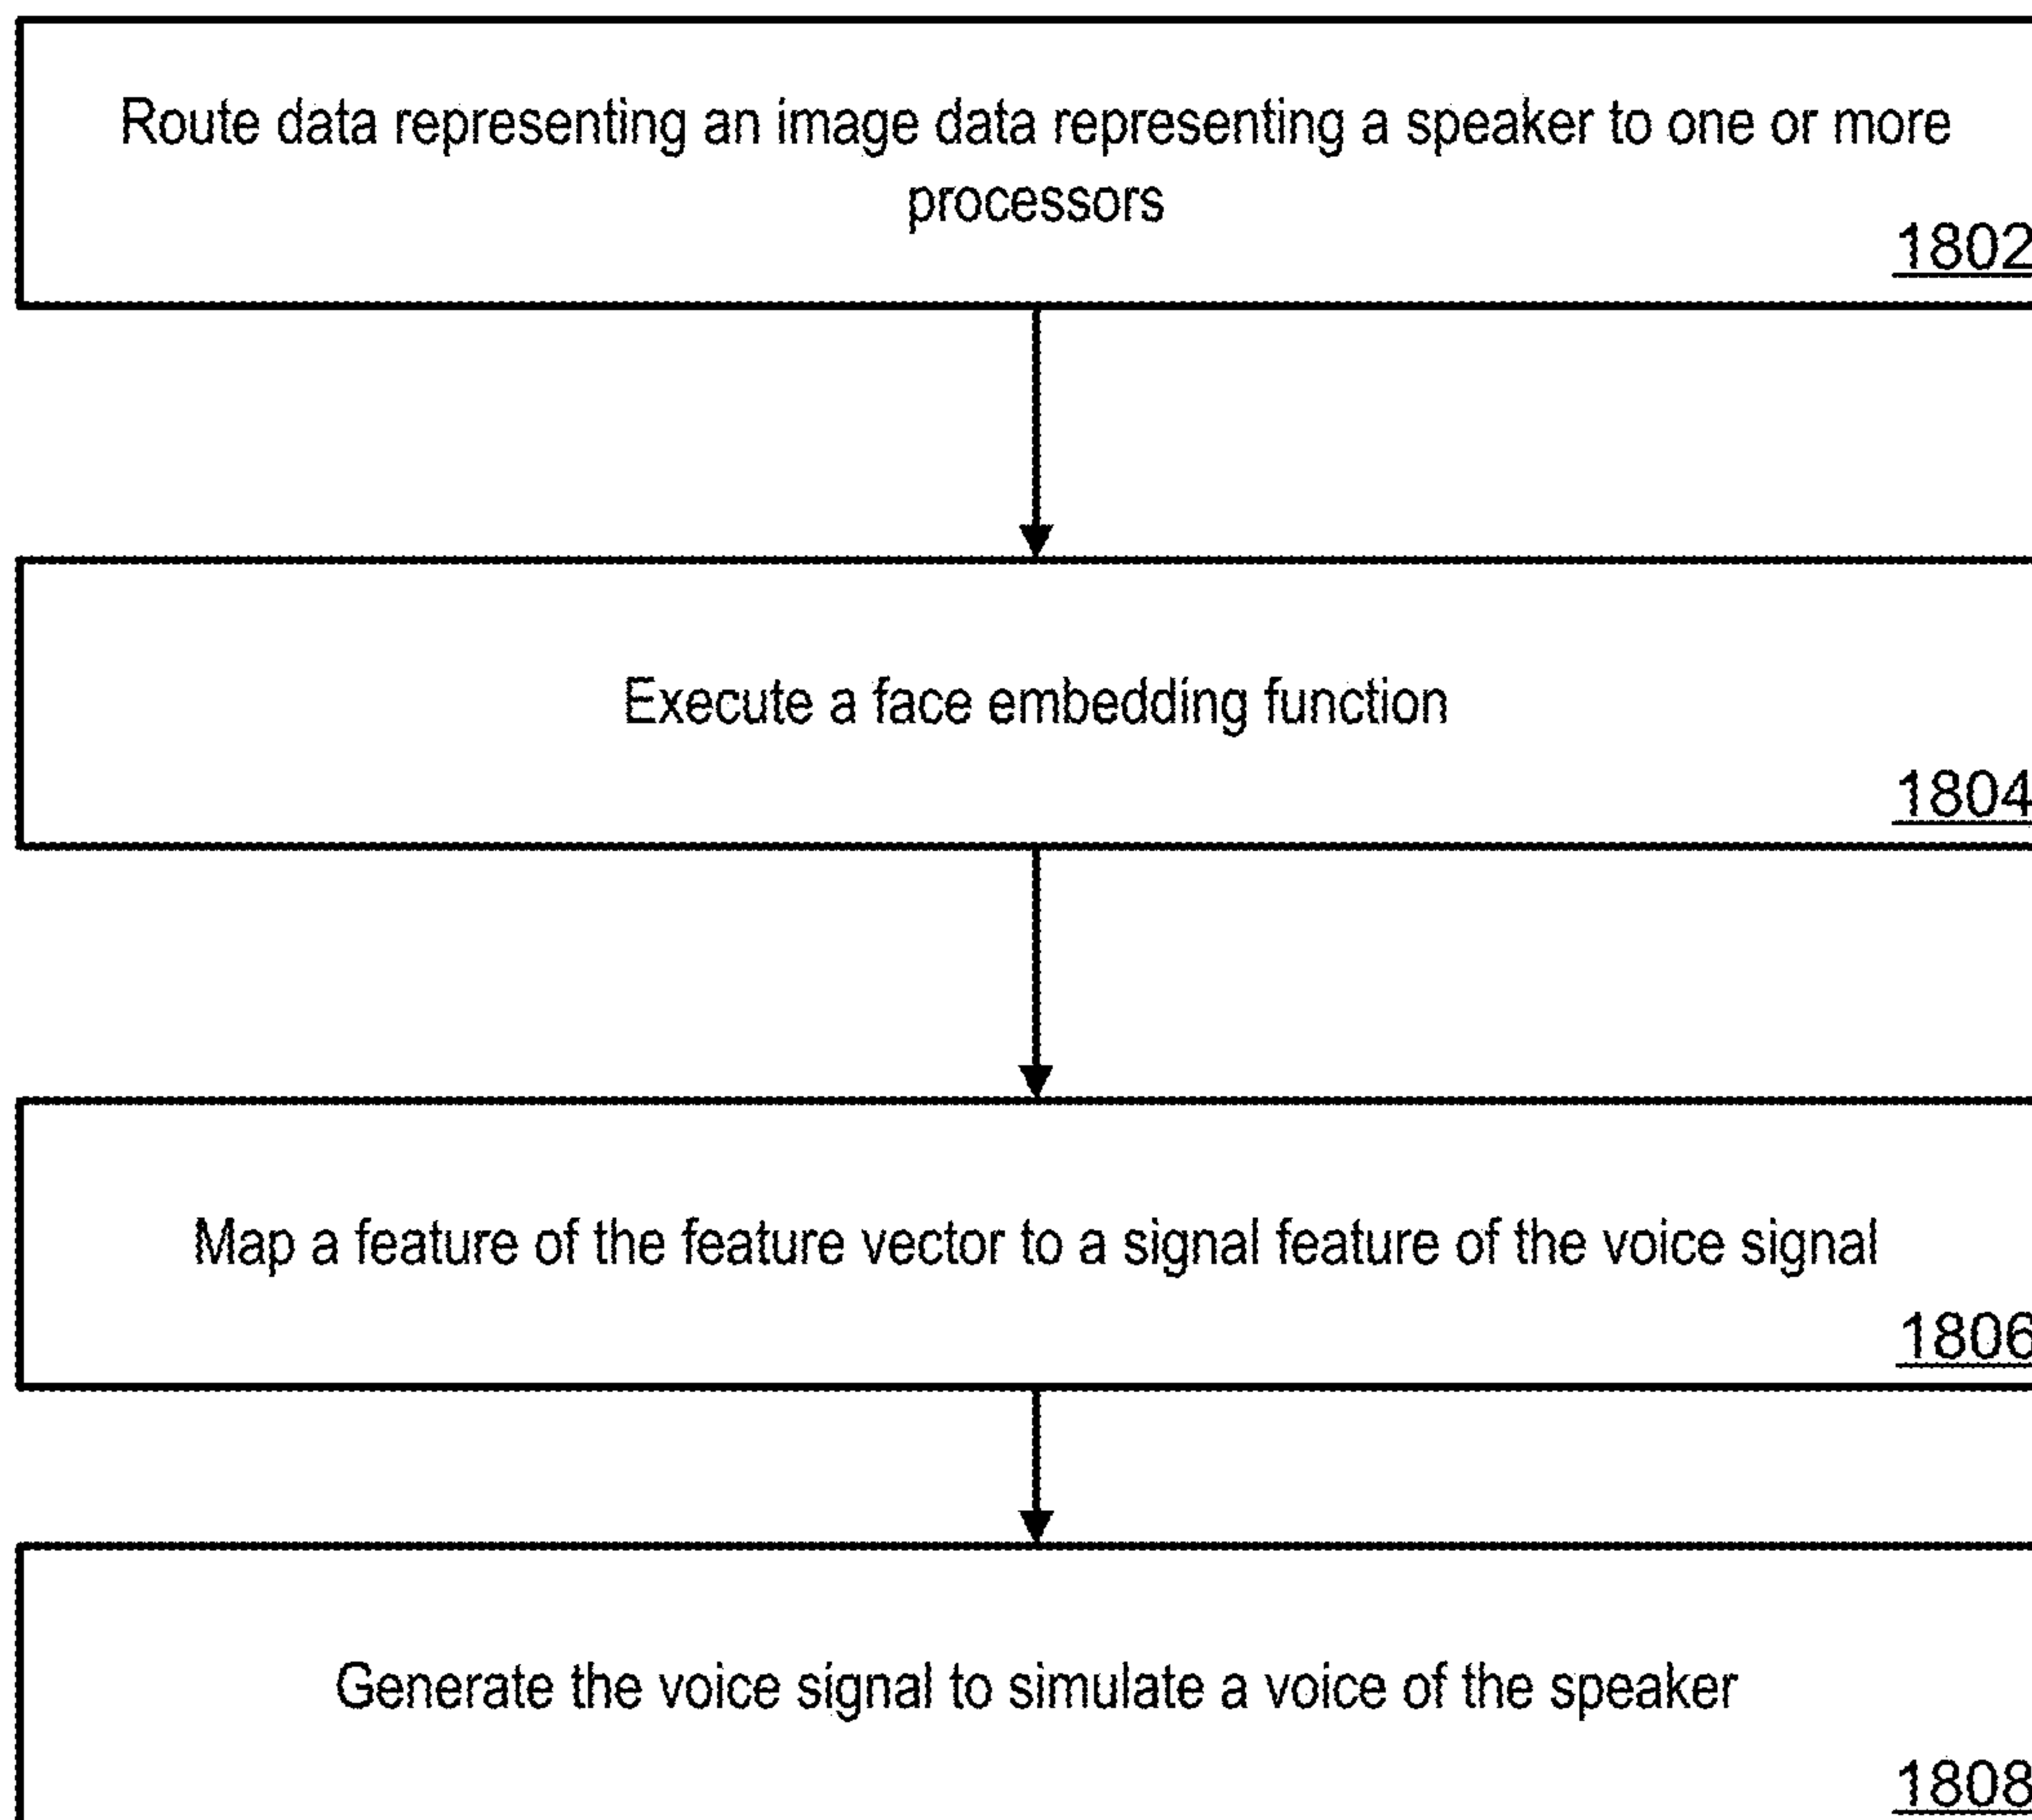 Route data representing an image data representing a speaker to one or more
processors
1802
Execute a face embedding function
1804
Map a feature of the feature vector to a signal feature of the voice signal
1806
Generate the voice signal to simulate a voice of the speaker
1808